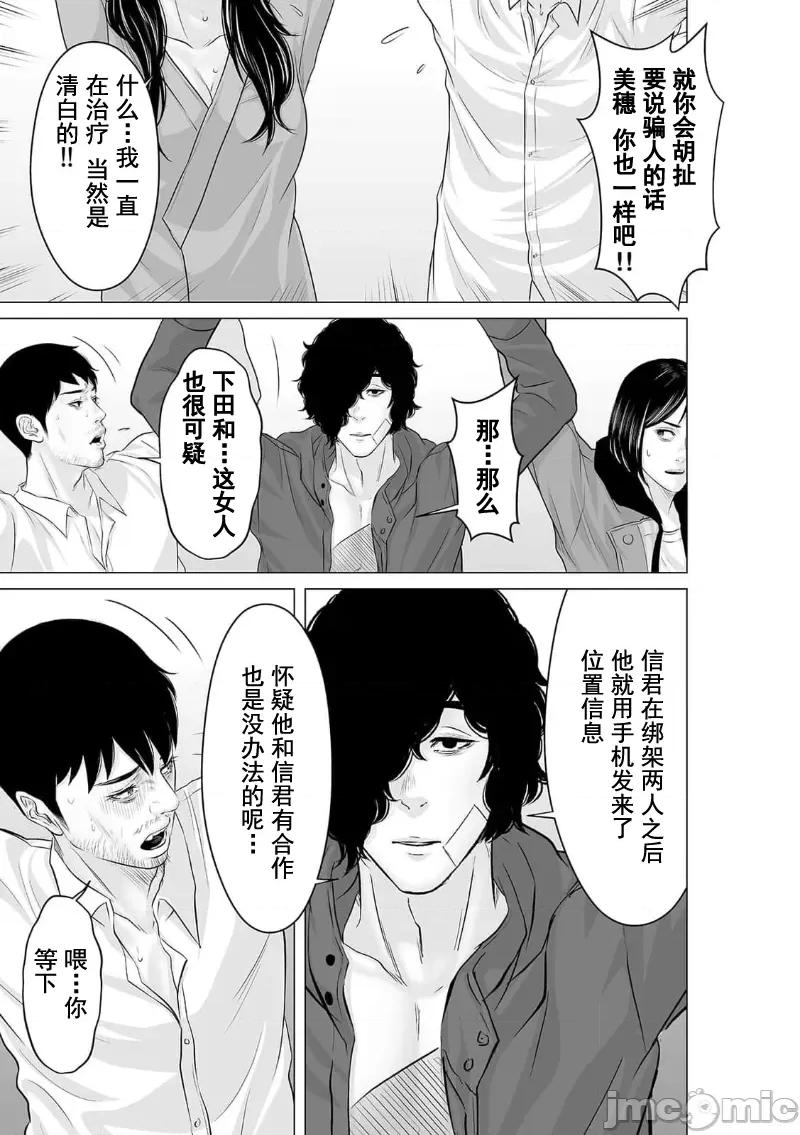 就你会胡扯
要说骗人的话
美穗 你也一样吧!!
什么…我一直
在治疗 当然是
清白的!!
那…那么
下田和…这女人
也很可疑
信君在绑架两人之后
他就用手机发来了
位置信息
怀疑他和信君有合作
也是没办法的呢…
喂…你
等下
jmcomic